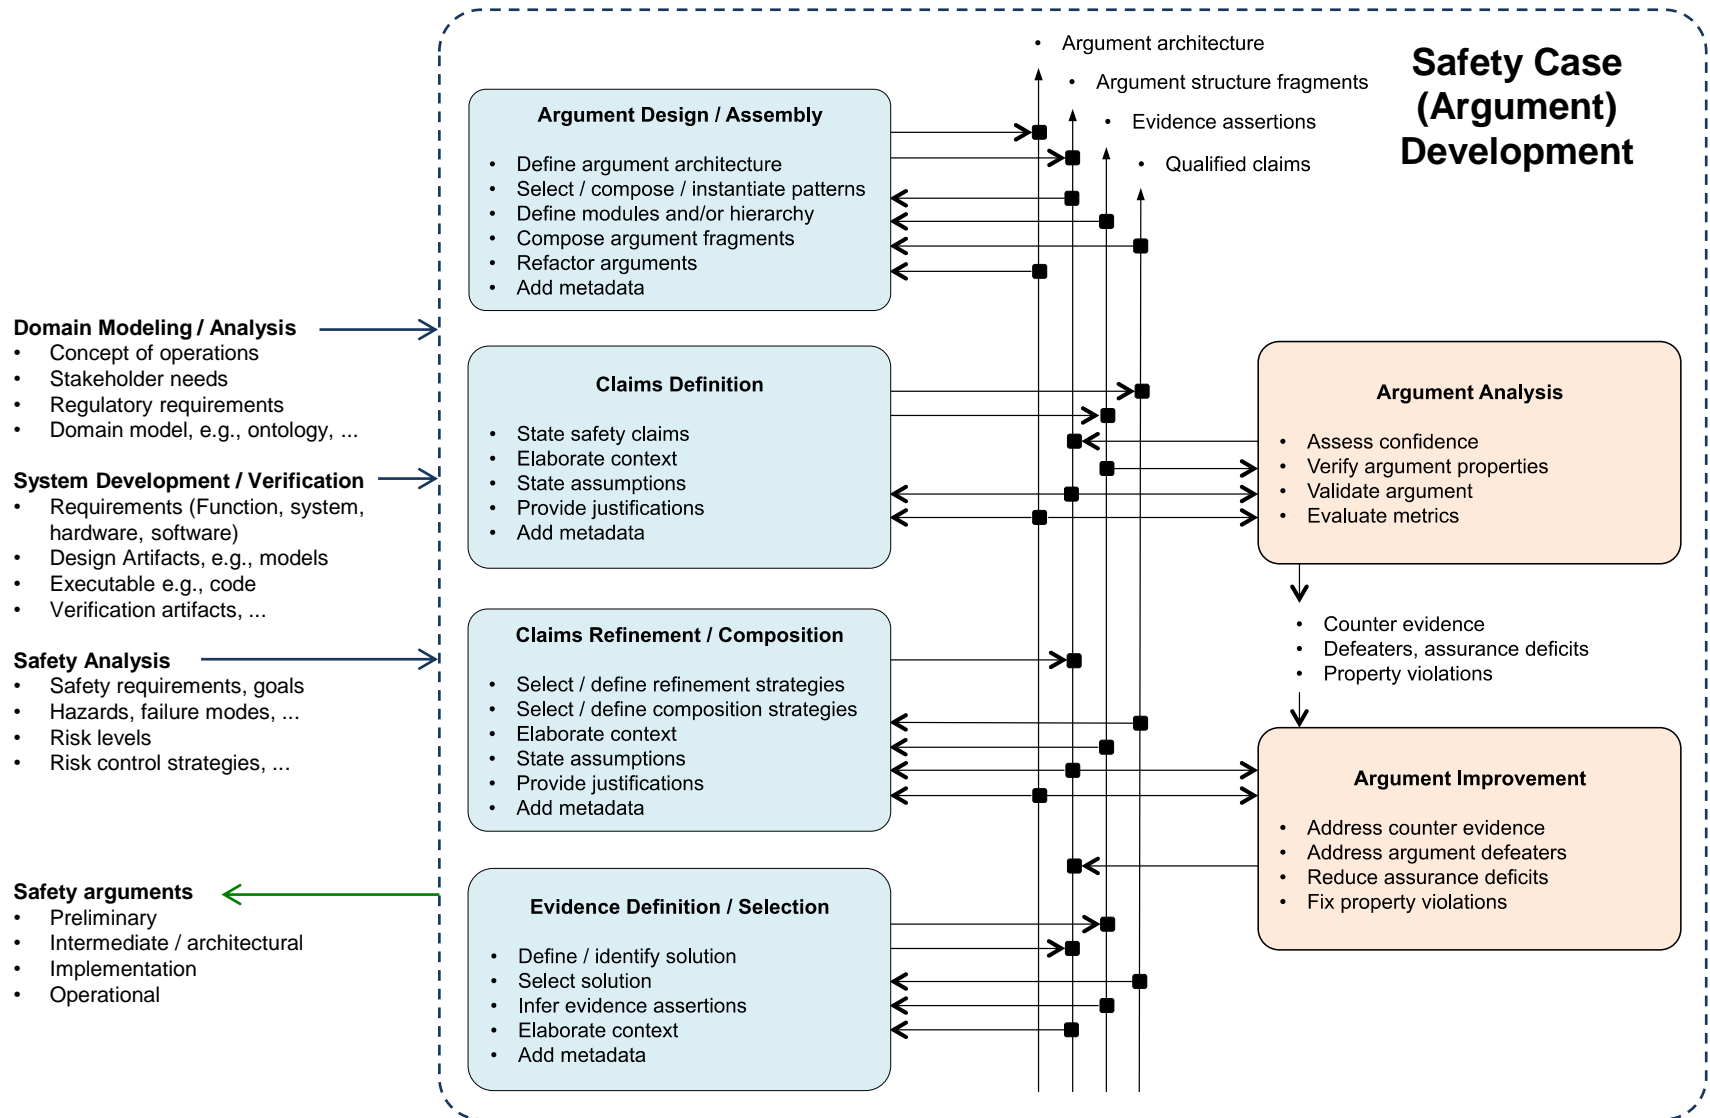 Safety Case
(Argument)
Development
• Argument architecture
• Argument structure fragments
• Evidence assertions
• Qualified claims
Domain Modeling / Analysis
• Concept of operations
• Stakeholder needs
• Regulatory requirements
• Domain model, e.g., ontology, ...
System Development / Verification
• Requirements (Function, system,
hardware, software)
• Design Artifacts, e.g., models
• Executable e.g., code
• Verification artifacts, ...
Safety Analysis
• Safety requirements, goals
• Hazards, failure modes, ...
• Risk levels
• Risk control strategies, ...
Safety arguments
• Preliminary
• Intermediate / architectural
• Implementation
• Operational
Argument Design / Assembly
• Define argument architecture
• Select / compose / instantiate patterns
• Define modules and/or hierarchy
• Compose argument fragments
• Refactor arguments
• Add metadata
Claims Definition
• State safety claims
• Elaborate context
• State assumptions
• Provide justifications
• Add metadata
Claims Refinement / Composition
• Select / define refinement strategies
• Select / define composition strategies
• Elaborate context
• State assumptions
• Provide justifications
• Add metadata
Evidence Definition / Selection
• Define / identify solution
• Select solution
• Infer evidence assertions
• Elaborate context
• Add metadata
Argument Analysis
• Assess confidence
• Verify argument properties
• Validate argument
• Evaluate metrics
• Counter evidence
• Defeaters, assurance deficits
• Property violations
Argument Improvement
• Address counter evidence
• Address argument defeaters
• Reduce assurance deficits
• Fix property violations